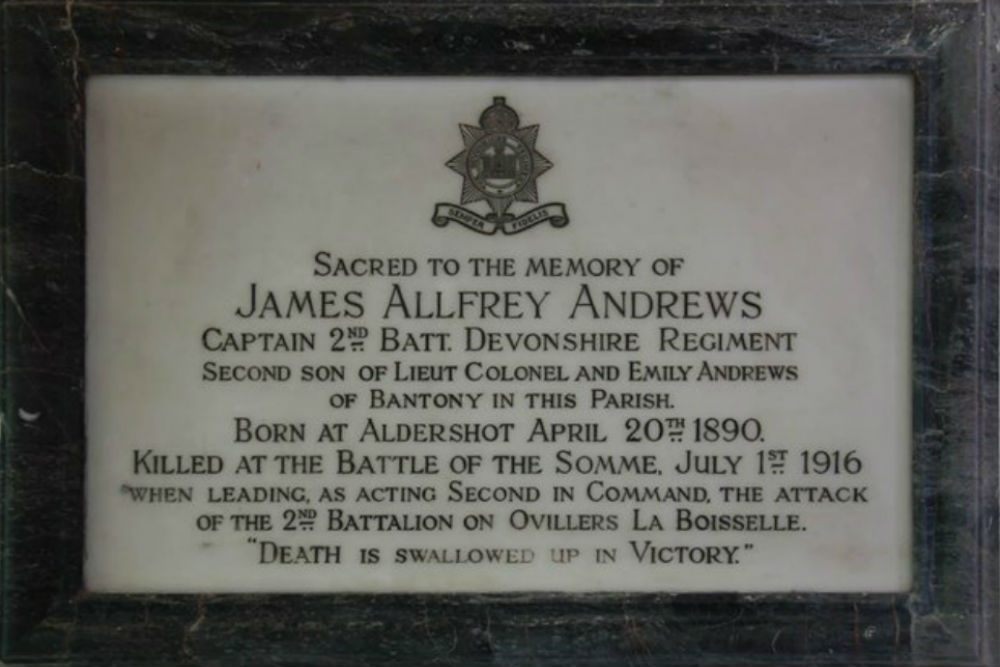 SEMPER FIDELIS
SACRED TO THE MEMORY OF
JAMES ALLFREY ANDREWS
CAPTAIN 2ND BATT. DEVONSHIRE REGIMENT
SECOND SON OF LIEUT COLONEL AND EMILY ANDREWS
OF BANTONY IN THIS PARISH.
BORN AT ALDERSHOT APRIL 20TH 1890.
KILLED AT THE BATTLE OF THE SOMME, JULY 1ST 1916
WHEN LEADING, AS ACTING SECOND IN COMMAND, THE ATTACK
OF THE 2ND BATTALION ON OVILLERS LA BOISSELLE.
"DEATH IS SWALLOWED UP IN VICTORY."